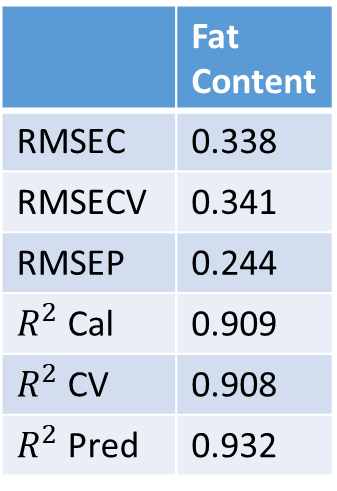 Fat
Content
RMSEC 0.338
RMSECV 0.341
RMSEP 0.244
R² Cal 0.909
R² CV 0.908
R² Pred 0.932